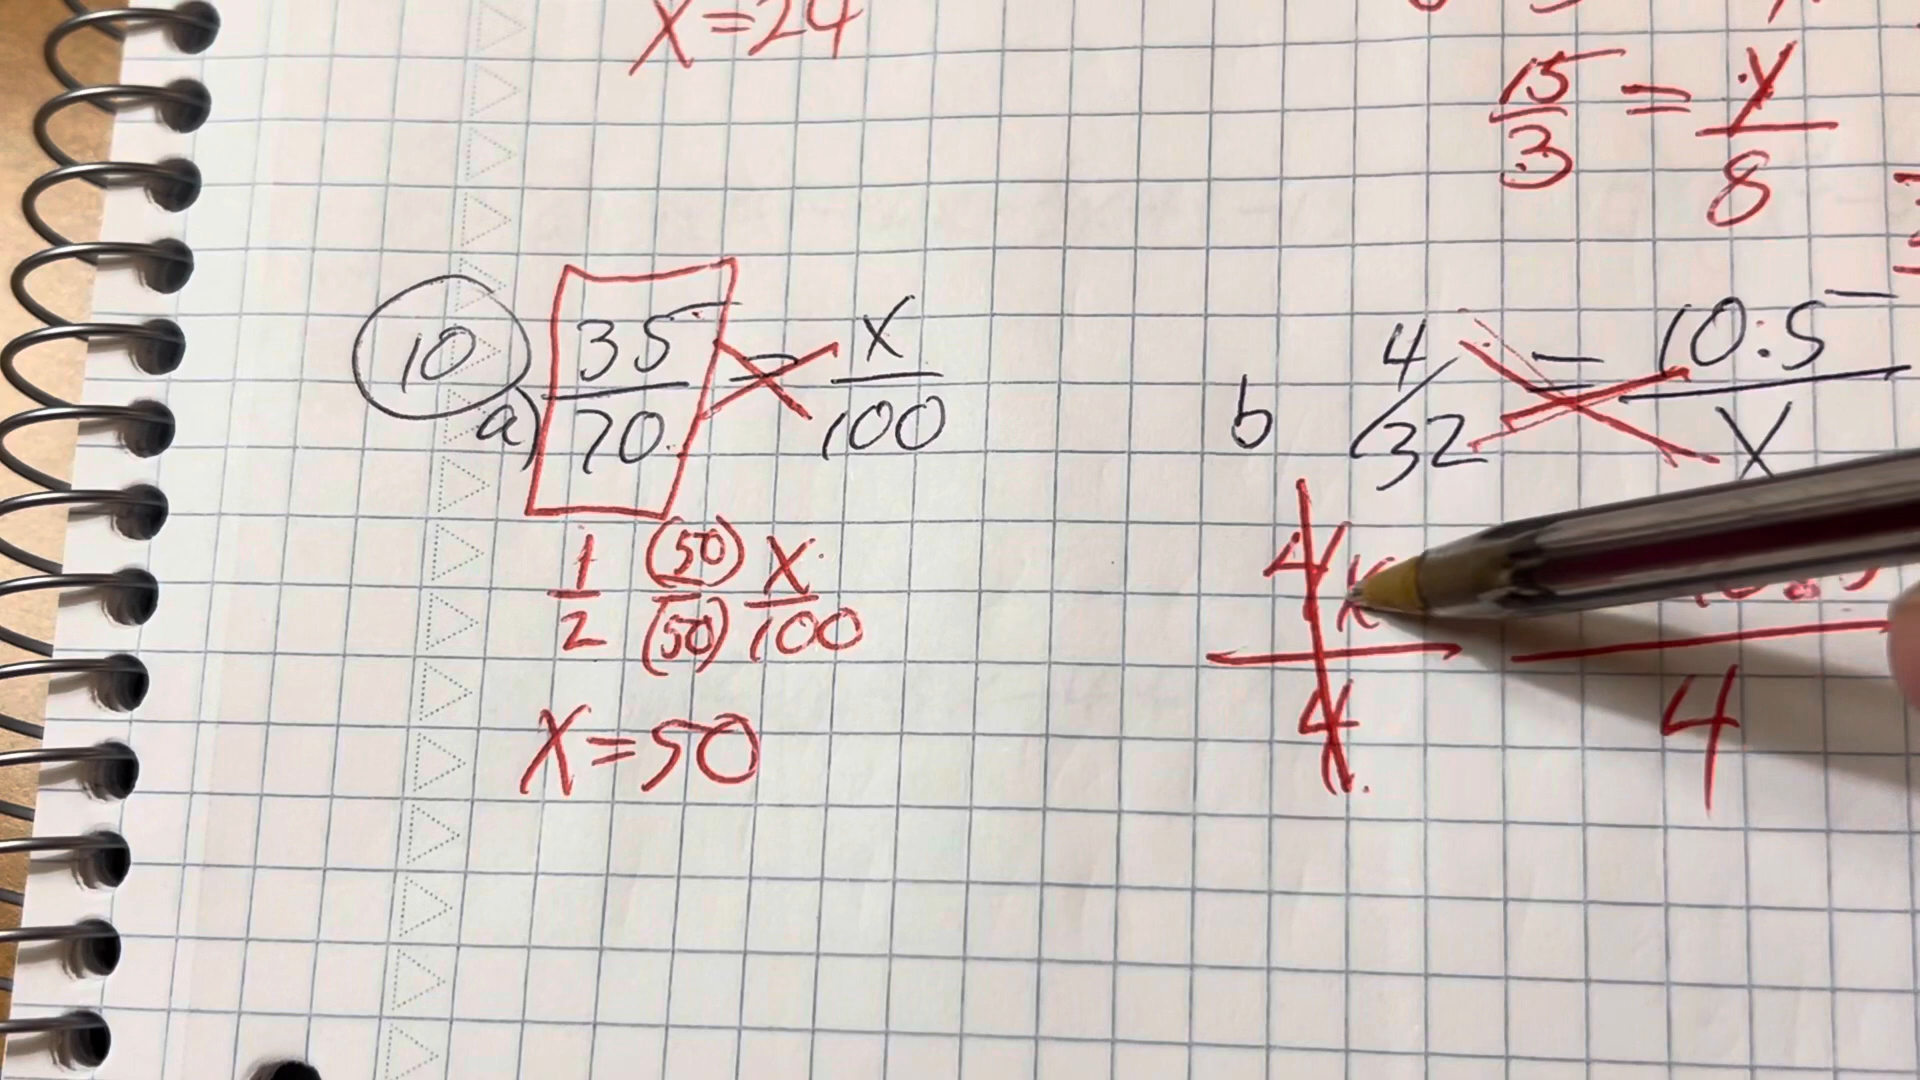 X=24
15/3 = y/8
10 a) 35/70 = X/100
b 4/32 = 10.5/X
1/2 (50)/(50) X/100
4x/4
4
X=50